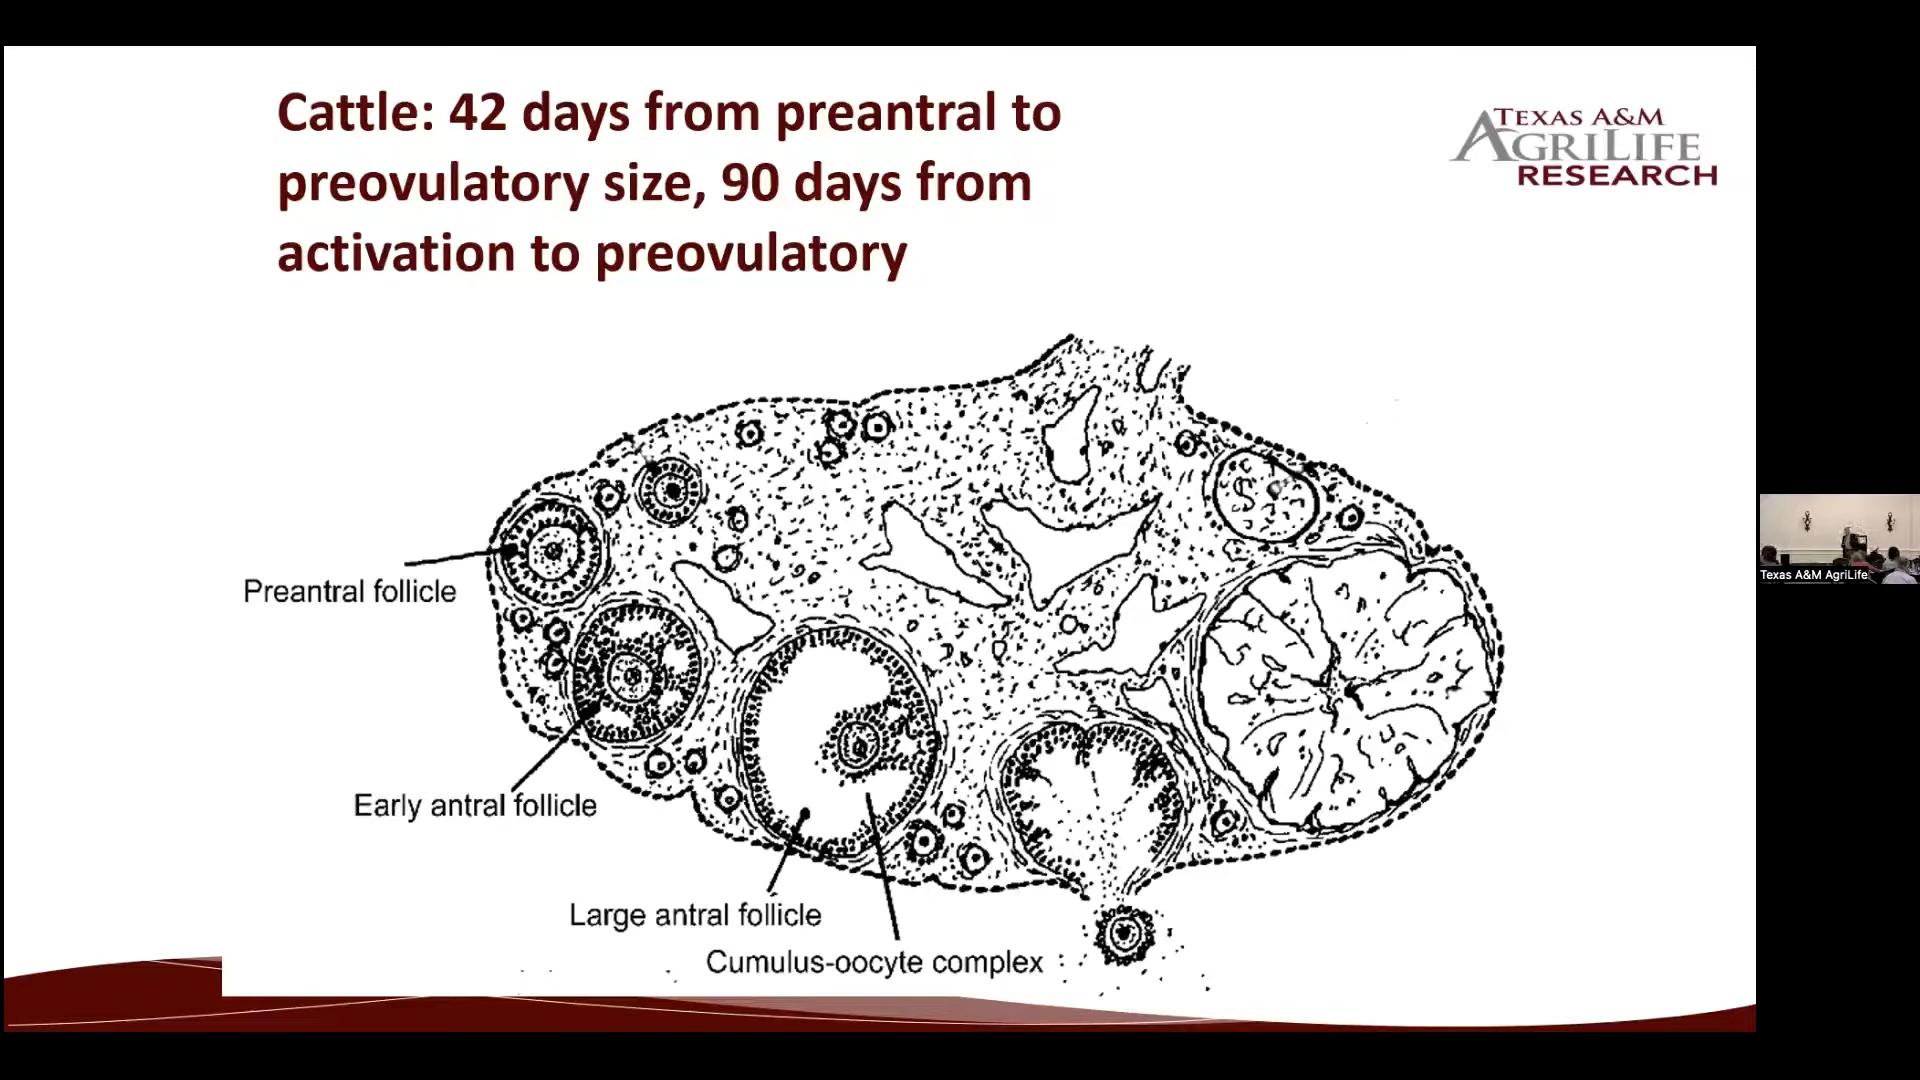 Cattle: 42 days from preantral to
preovulatory size, 90 days from
activation to preovulatory
TEXAS A&M
AGRILIFE
RESEARCH
Preantral follicle
Early antral follicle
Large antral follicle
Cumulus-oocyte complex
Texas A&M AgriLife